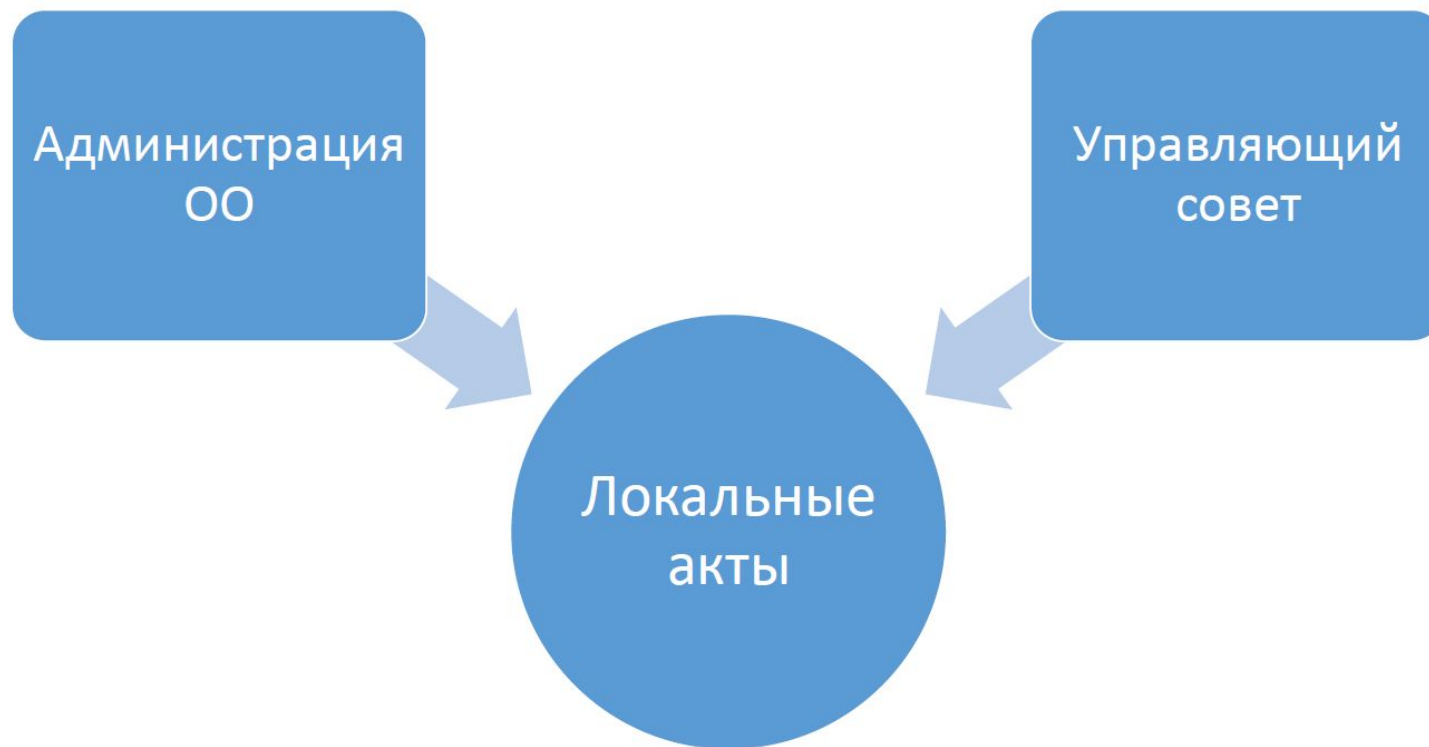 Администрация
ОО
Управляющий
совет
Локальные
акты